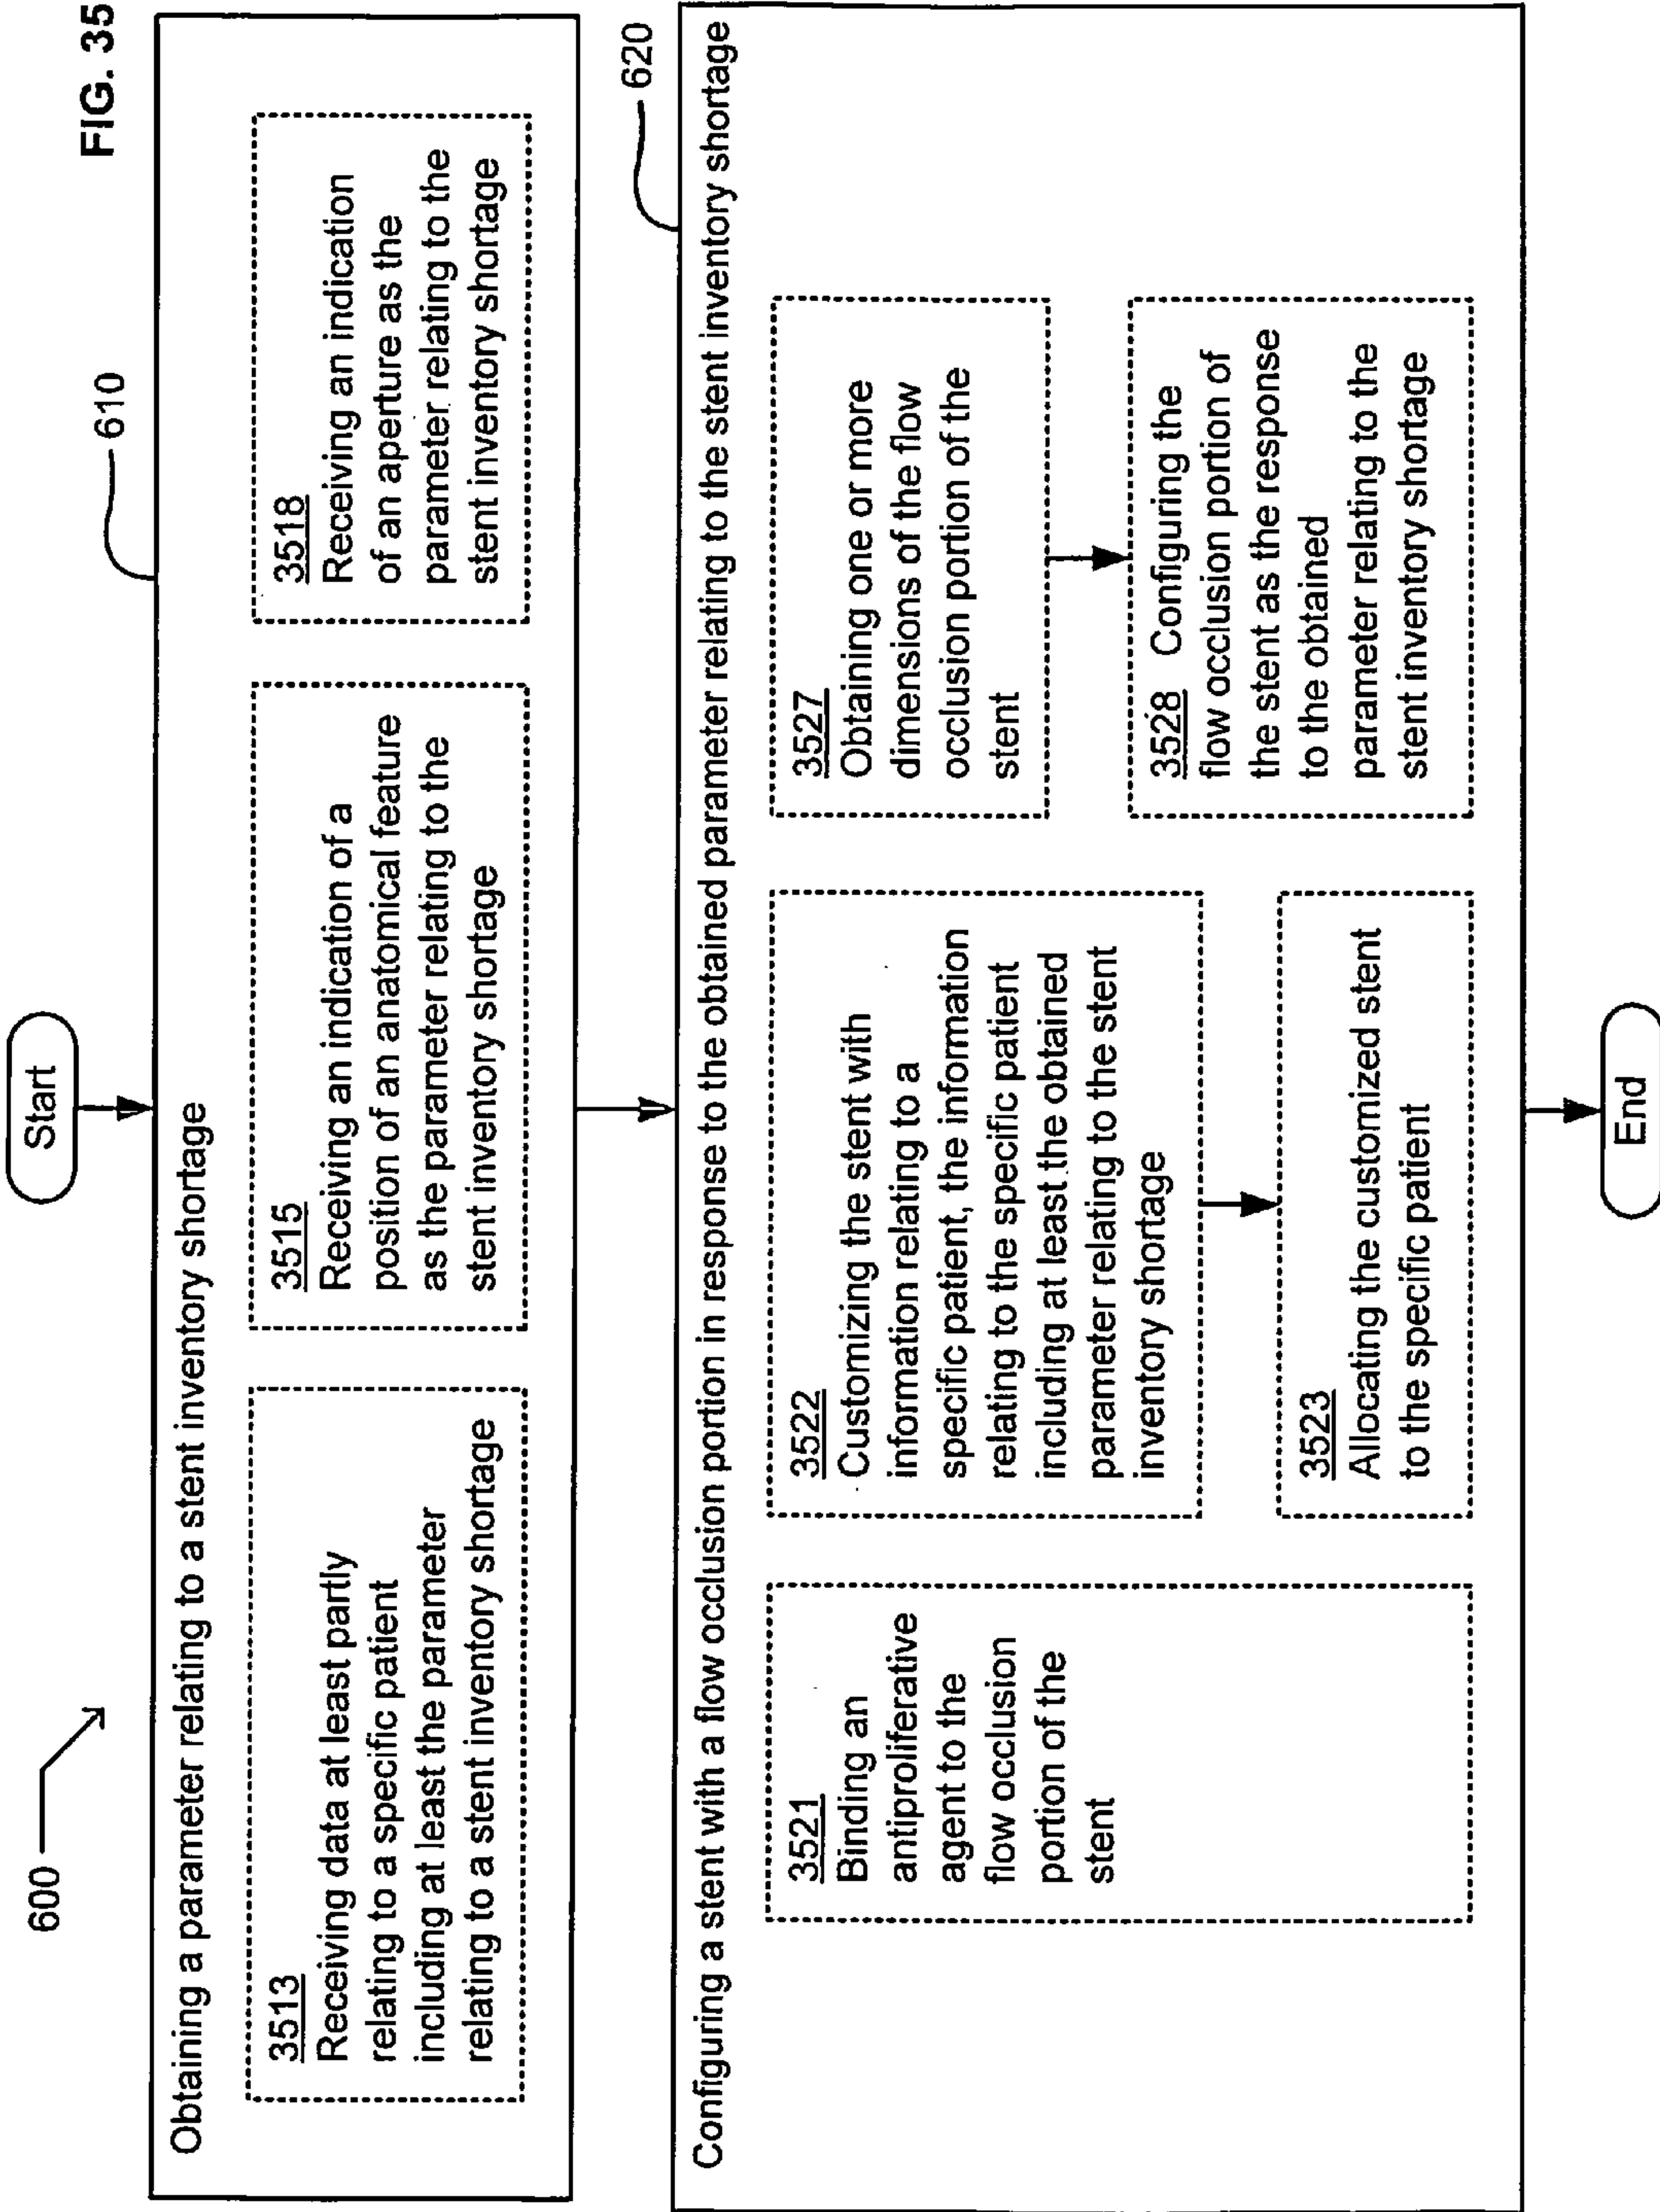 600
FIG. 35
Start
610
Obtaining a parameter relating to a stent inventory shortage
3513
Receiving data at least partly
relating to a specific patient
including at least the parameter
relating to a stent inventory shortage
3515
Receiving an indication of a
position of an anatomical feature
as the parameter relating to the
stent inventory shortage
3518
Receiving an indication
of an aperture as the
parameter relating to the
stent inventory shortage
620
Configuring a stent with a flow occlusion portion in response to the obtained parameter relating to the stent inventory shortage
3521
Binding an
antiproliferative
agent to the
flow occlusion
portion of the
stent
3522
Customizing the stent with
information relating to a
specific patient, the information
relating to the specific patient
including at least the obtained
parameter relating to the stent
inventory shortage
3523
Allocating the customized stent
to the specific patient
3527
Obtaining one or more
dimensions of the flow
occlusion portion of the
stent
3528 Configuring the
flow occlusion portion of
the stent as the response
to the obtained
parameter relating to the
stent inventory shortage
End